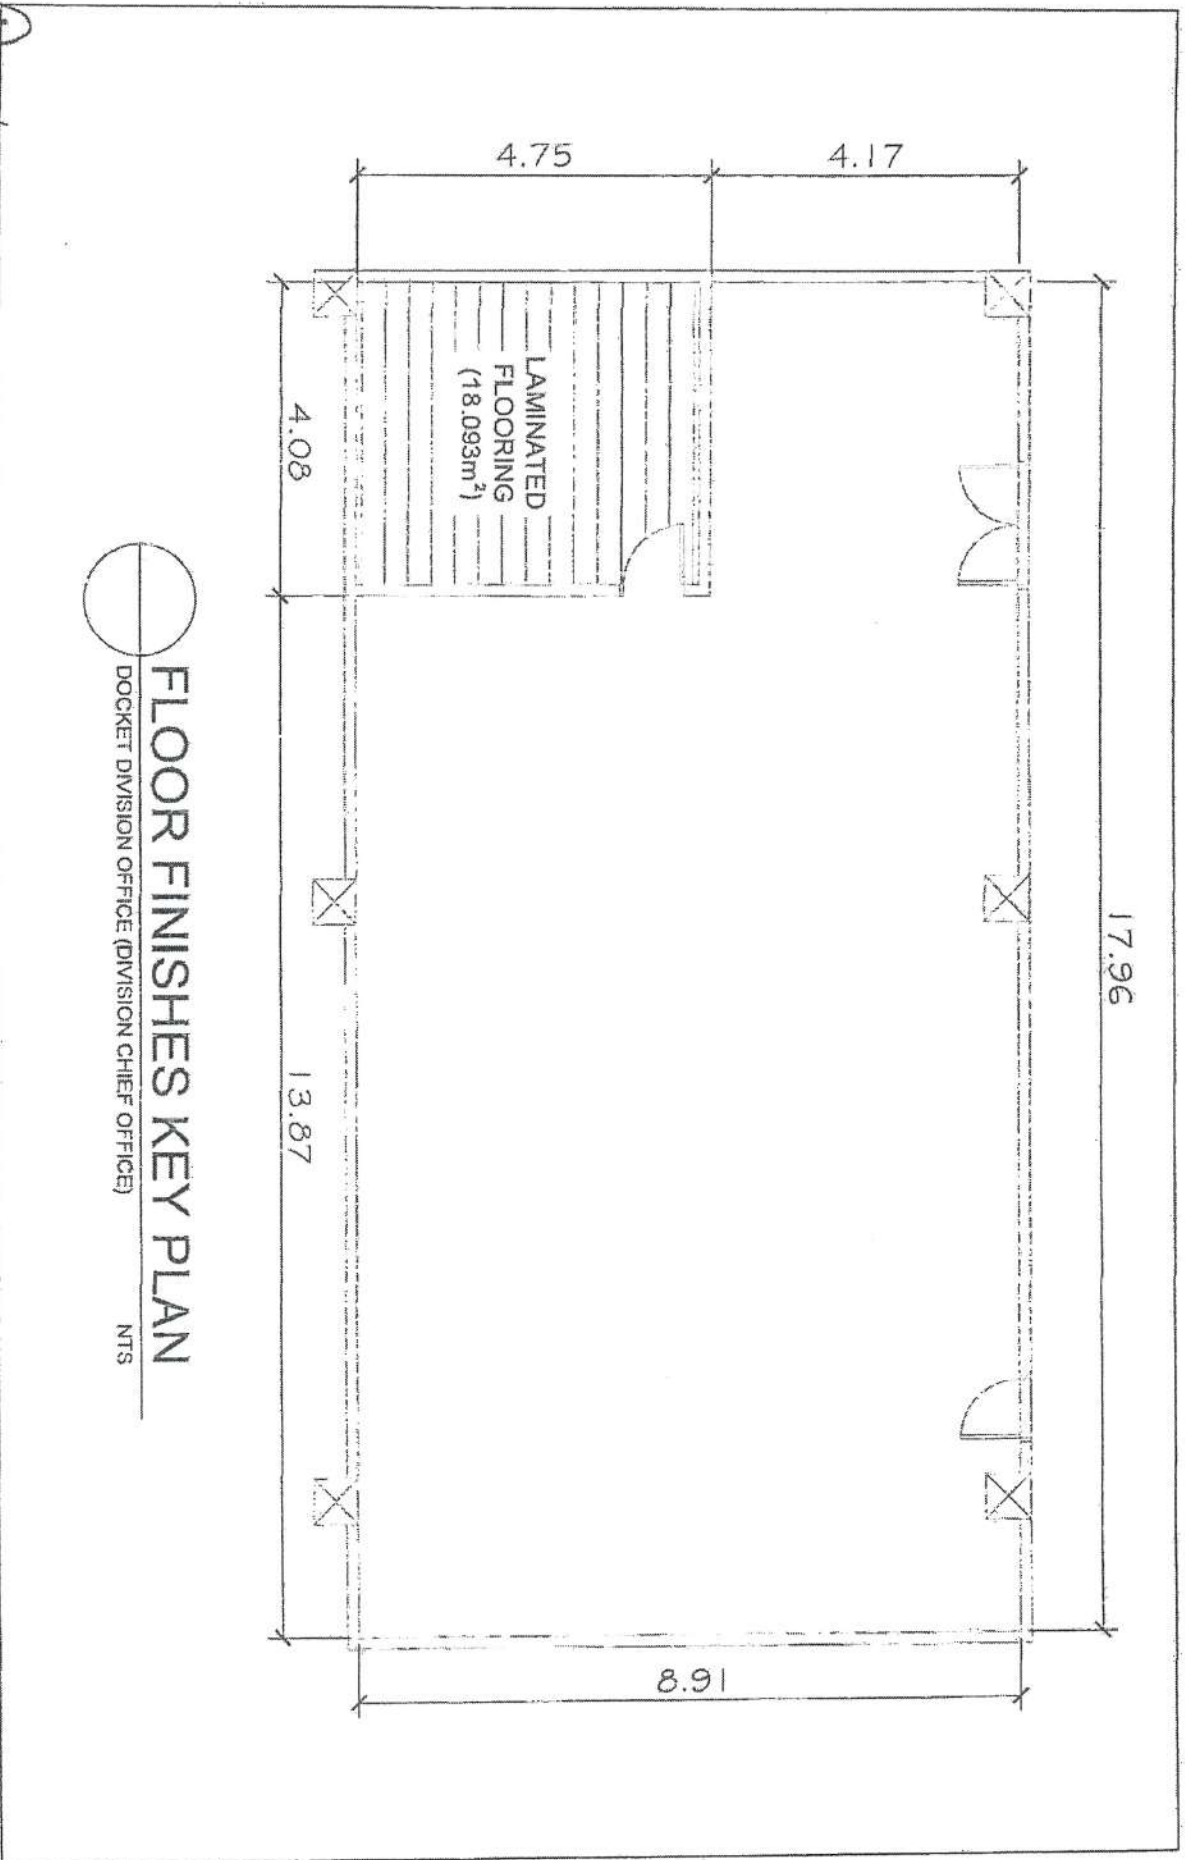 17.96
4.17
4.75
8.91
LAMINATED
FLOORING
(18.093m²)
4.08
13.87
FLOOR FINISHES KEY PLAN
DOCKET DIVISION OFFICE (DIVISION CHIEF OFFICE) NTS